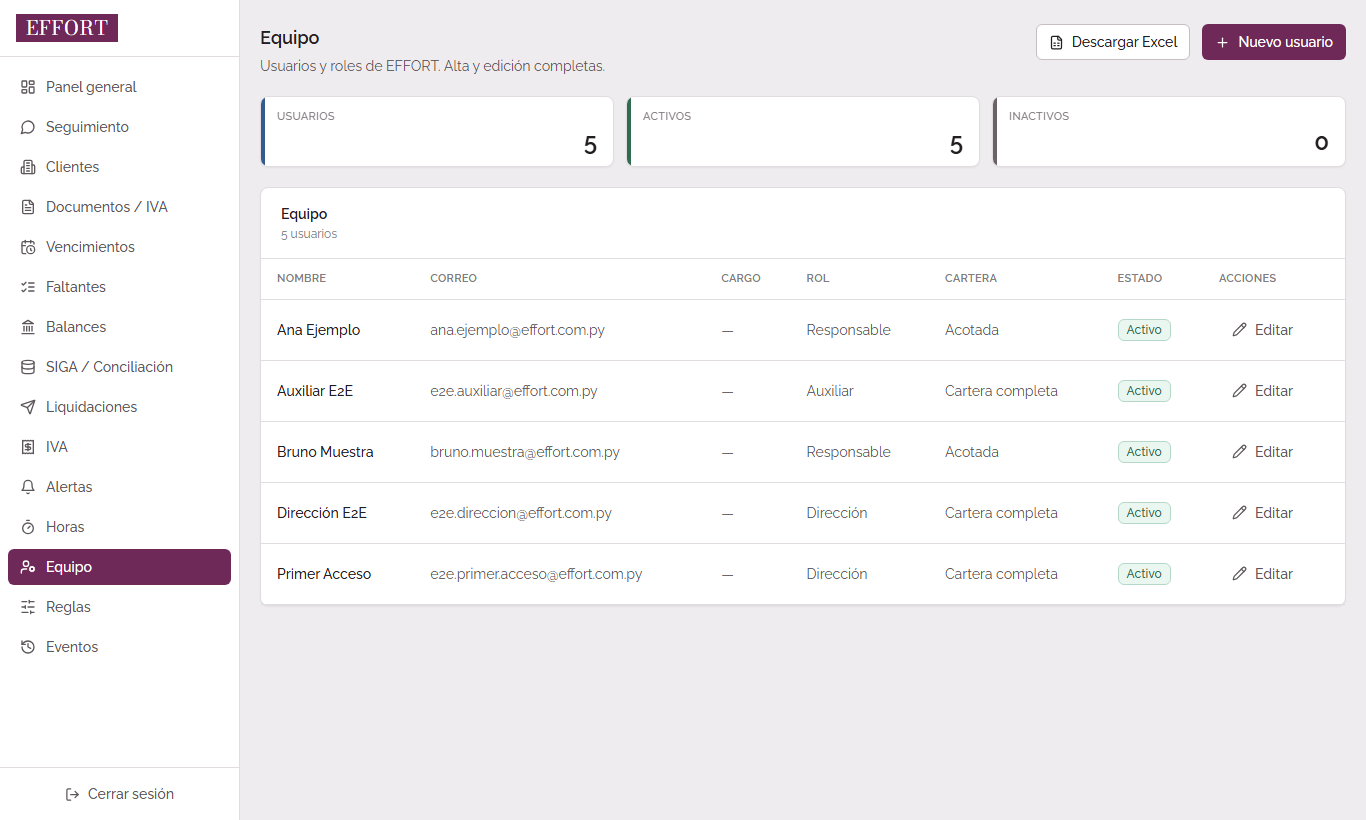 EFFORT
Panel general
Seguimiento
Clientes
Documentos / IVA
Vencimientos
Faltantes
Balances
SIGA / Conciliación
Liquidaciones
IVA
Alertas
Horas
Equipo
Reglas
Eventos
Cerrar sesión
Equipo
Usuarios y roles de EFFORT. Alta y edición completas.
Descargar Excel
Nuevo usuario
USUARIOS
5
ACTIVOS
5
INACTIVOS
0
Equipo
5 usuarios
NOMBRE CORREO CARGO ROL CARTERA ESTADO ACCIONES
Ana Ejemplo ana.ejemplo@effort.com.py — Responsable Acotada Activo Editar
Auxiliar E2E e2e.auxiliar@effort.com.py — Auxiliar Cartera completa Activo Editar
Bruno Muestra bruno.muestra@effort.com.py — Responsable Acotada Activo Editar
Dirección E2E e2e.direccion@effort.com.py — Dirección Cartera completa Activo Editar
Primer Acceso e2e.primer.acceso@effort.com.py — Dirección Cartera completa Activo Editar